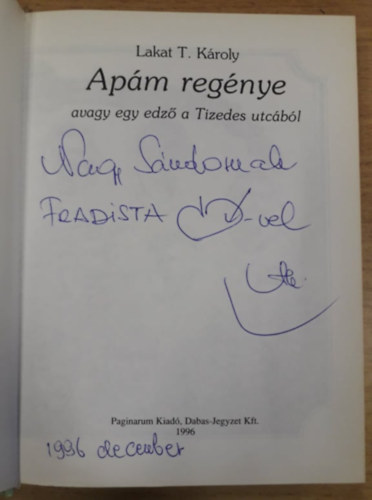 Lakat T. Károly
Apám regénye
avagy egy edző a Tizedes utcából
Nagy Sándornak
FRADISTA -vel
Paginarum Kiadó, Dabas-Jegyzet Kft.
1996
1996 december